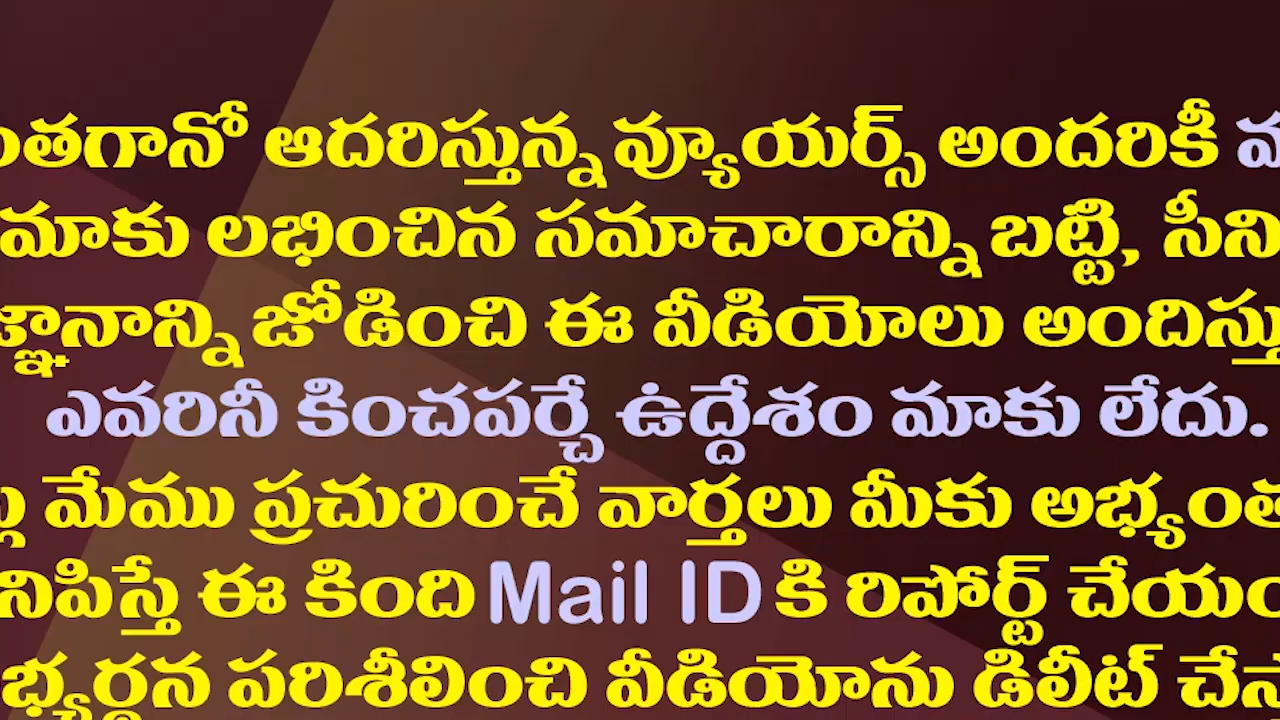 ంతగానో ఆదరిస్తున్న వ్యూయర్స్ అందరికీ
మాకు లభించిన సమాచారాన్ని బట్టి, సీని
జ్ఞానాన్ని జోడించి ఈ వీడియోలు అందిస్తు
ఎవరినీ కించపర్చే ఉద్దేశం మాకు లేదు.
మేము ప్రచురించే వార్తలు మీకు అభ్యంత
నిపిస్తే ఈ కింది Mail ID కి రిపోర్ట్ చేయం
భ్యర్థన పరిశీలించి వీడియోను డిలీట్ చేస